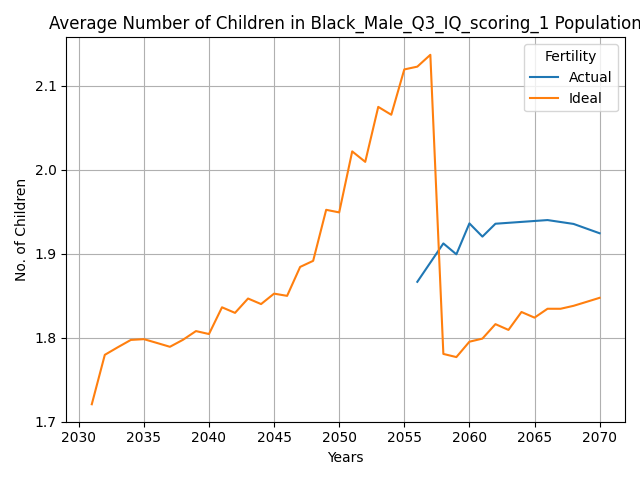 Average Number of Children in Black_Male_Q3_IQ_scoring_1 Population
Fertility
Actual
Ideal
No. of Children
2.1
2.0
1.9
1.8
1.7
2030 2035 2040 2045 2050 2055 2060 2065 2070
Years